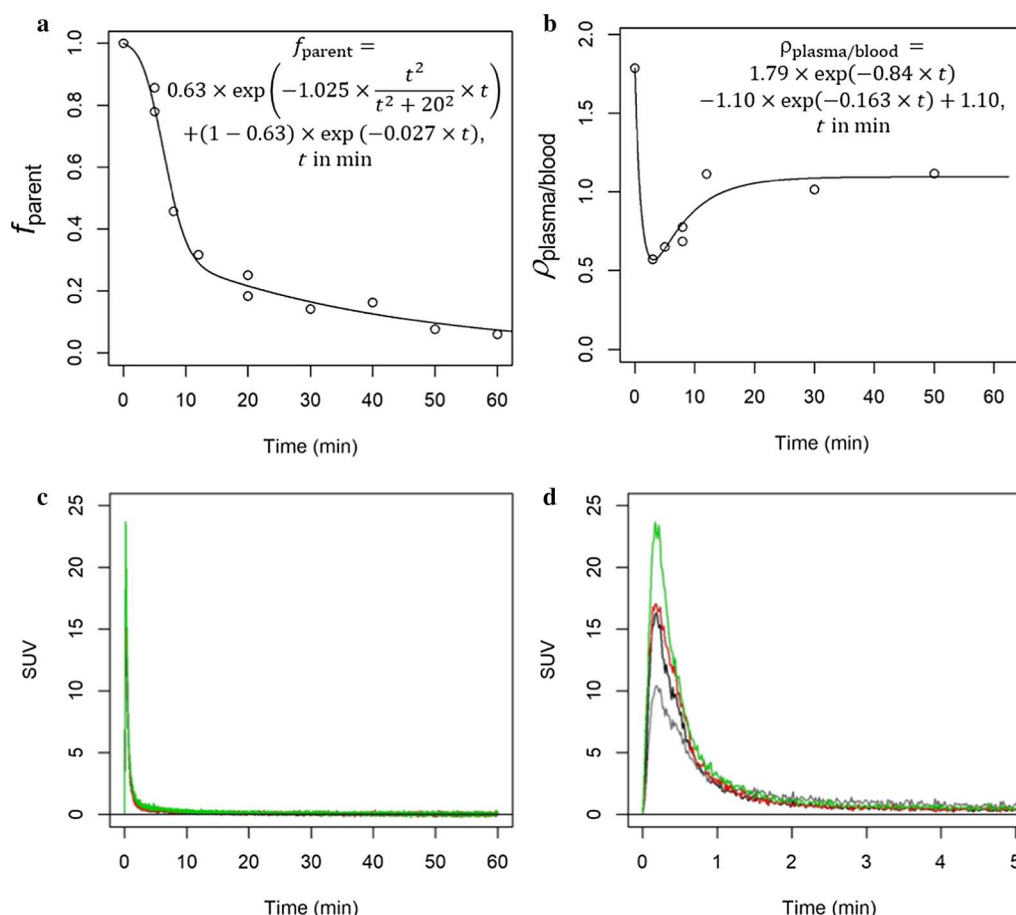 a
f parent =
0.63 × exp(−1.025 × t²/(t² + 20²) × t)
+(1 − 0.63) × exp (−0.027 × t),
t in min
1.0
0.8
0.6
0.4
0.2
0.0
f parent
0 10 20 30 40 50 60
Time (min)
b
ρ plasma/blood =
1.79 × exp(−0.84 × t)
−1.10 × exp(−0.163 × t) + 1.10,
t in min
2.0
1.5
1.0
0.5
0.0
ρ plasma/blood
0 10 20 30 40 50 60
Time (min)
c
25
20
15
10
5
0
SUV
0 10 20 30 40 50 60
Time (min)
d
25
20
15
10
5
0
SUV
0 1 2 3 4 5
Time (min)